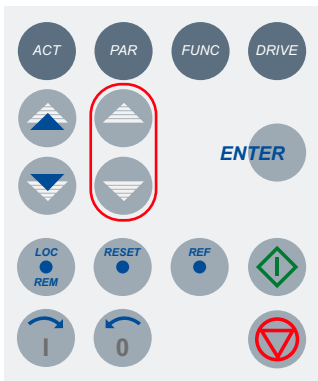 ACT PAR FUNC DRIVE
ENTER
LOC RESET REF
REM
I 0